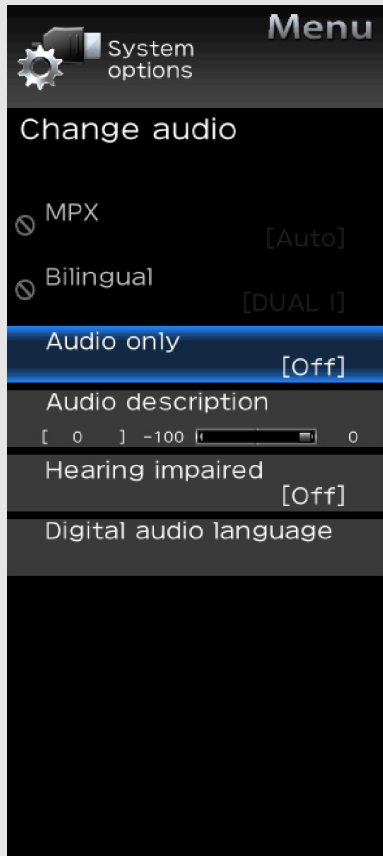 Menu
System
options
Change audio
MPX
[Auto]
Bilingual
[DUAL I]
Audio only
[Off]
Audio description
[ 0 ] -100 0
Hearing impaired
[Off]
Digital audio language